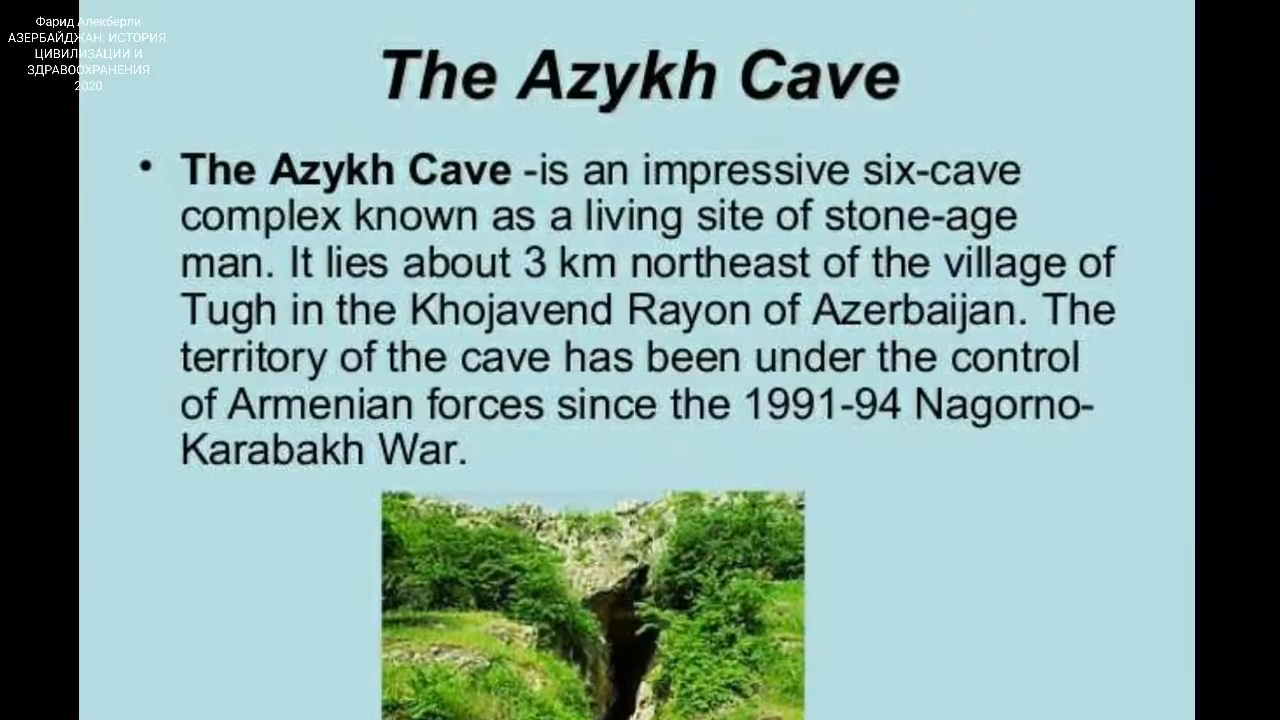 Фарид Алекберли
АЗЕРБАЙДЖАН: ИСТОРИЯ
ЦИВИЛИЗАЦИИ И
ЗДРАВООХРАНЕНИЯ
2020
The Azykh Cave
• The Azykh Cave -is an impressive six-cave
complex known as a living site of stone-age
man. It lies about 3 km northeast of the village of
Tugh in the Khojavend Rayon of Azerbaijan. The
territory of the cave has been under the control
of Armenian forces since the 1991-94 Nagorno-
Karabakh War.